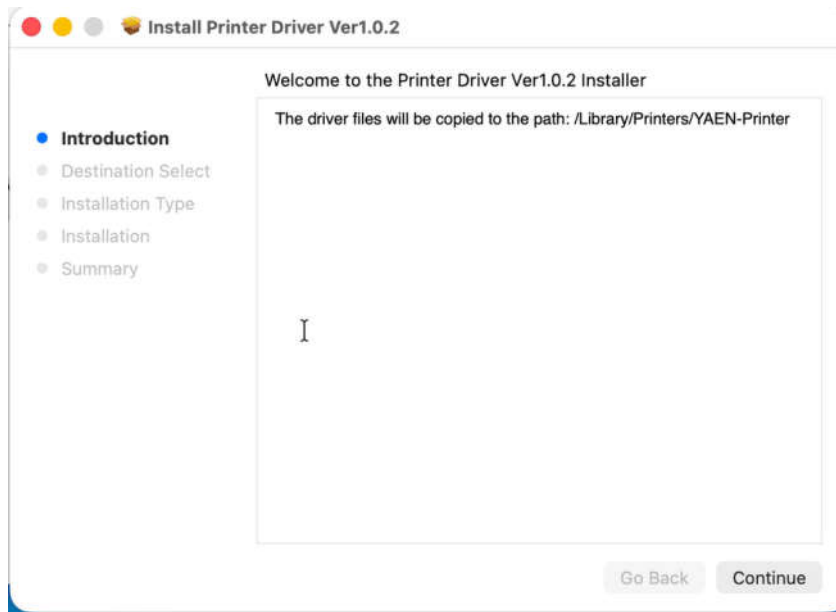 Install Printer Driver Ver1.0.2
Welcome to the Printer Driver Ver1.0.2 Installer
Introduction
Destination Select
Installation Type
Installation
Summary
The driver files will be copied to the path: /Library/Printers/YAEN-Printer
Go Back
Continue